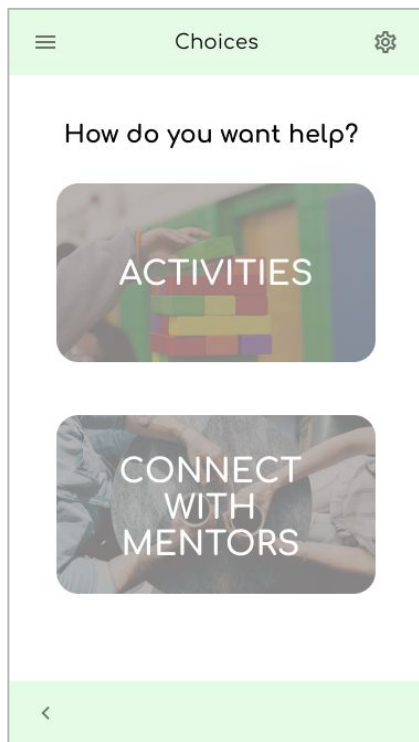 Choices
How do you want help?
ACTIVITIES
CONNECT
WITH
MENTORS